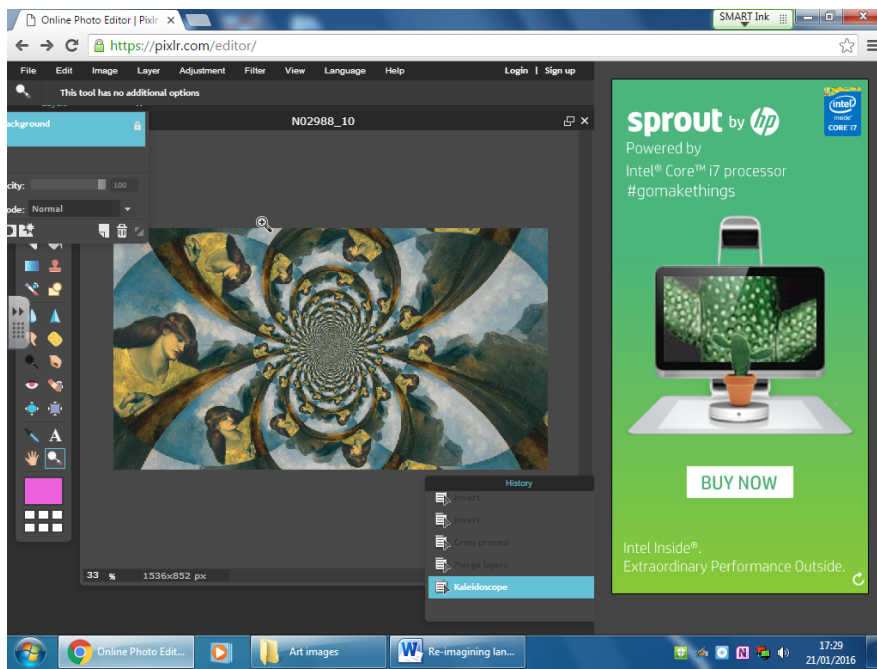 Online Photo Editor | Pixlr
SMART Ink
https://pixlr.com/editor/
File Edit Image Layer Adjustment Filter View Language Help Login | Sign up
This tool has no additional options
N02988_10
ackground
city: 100
ode: Normal
A
History
Invert
Invert
Cross process
Merge layers
Kaleidoscope
33 % 1536x852 px
sprout by hp
Powered by
Intel® Core™ i7 processor
#gomakethings
intel
inside™
CORE i7
BUY NOW
Intel Inside®.
Extraordinary Performance Outside.
Online Photo Edit...
Art images
W
Re-imagining lan...
N
17:29
21/01/2016